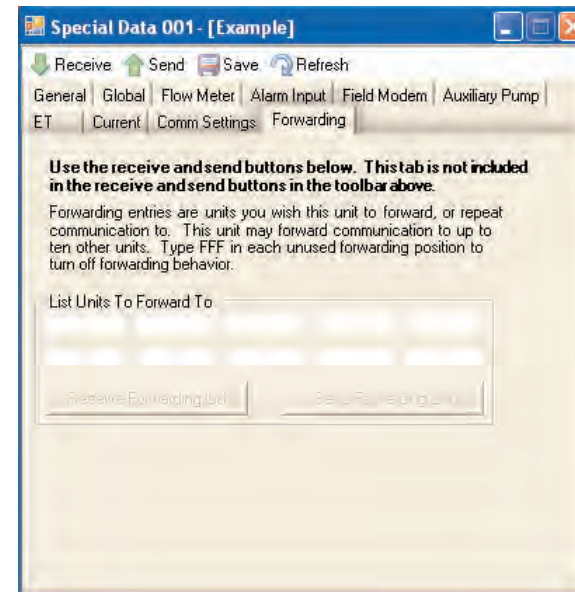 Special Data 001 - [Example]
Receive Send Save Refresh
General Global Flow Meter Alarm Input Field Modem Auxiliary Pump
ET Current Comm Settings Forwarding
Use the receive and send buttons below. This tab is not included
in the receive and send buttons in the toolbar above.
Forwarding entries are units you wish this unit to forward, or repeat
communication to. This unit may forward communication to up to
ten other units. Type FFF in each unused forwarding position to
turn off forwarding behavior.
List Units To Forward To
Receive Forwarding List